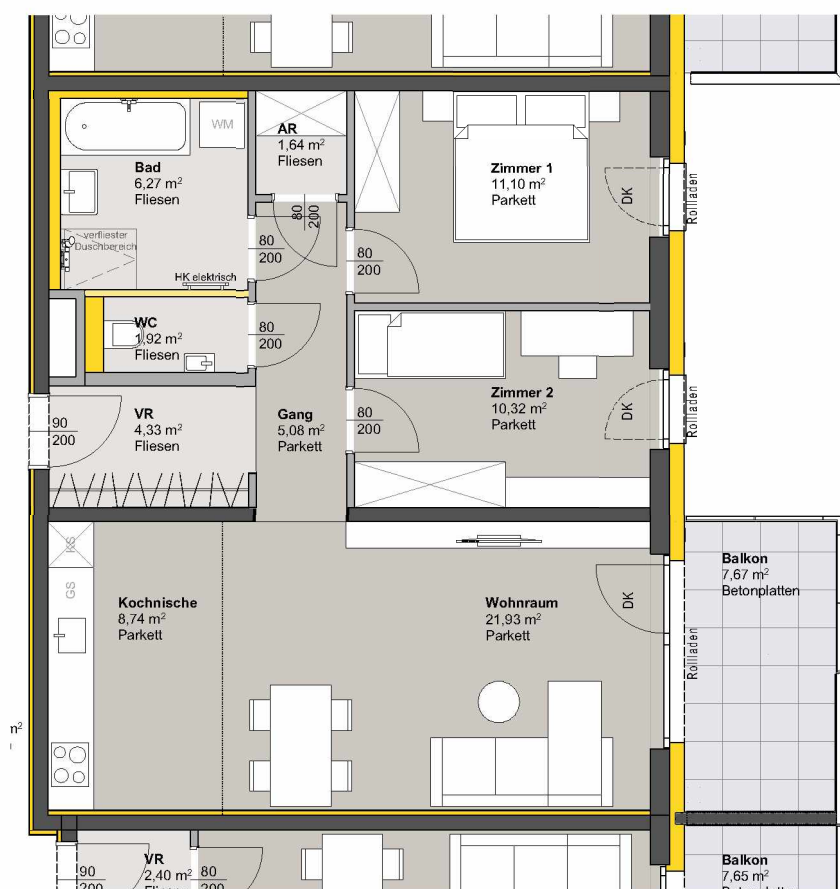 WM
AR
1,64 m²
Fliesen
Bad
6,27 m²
Fliesen
Zimmer 1
11,10 m²
Parkett
DK
Rollladen
80
200
verfliester
Duschbereich
80
200
80
200
HK elektrisch
WC
1,92 m²
Fliesen
80
200
Zimmer 2
10,32 m²
Parkett
DK
Rollladen
VR
4,33 m²
Fliesen
90
200
Gang
5,08 m²
Parkett
80
200
KS
GS
Kochnische
8,74 m²
Parkett
Wohnraum
21,93 m²
Parkett
DK
Rollladen
Balkon
7,67 m²
Betonplatten
m²
VR
2,40 m²
90
200
80
200
Balkon
7,65 m²